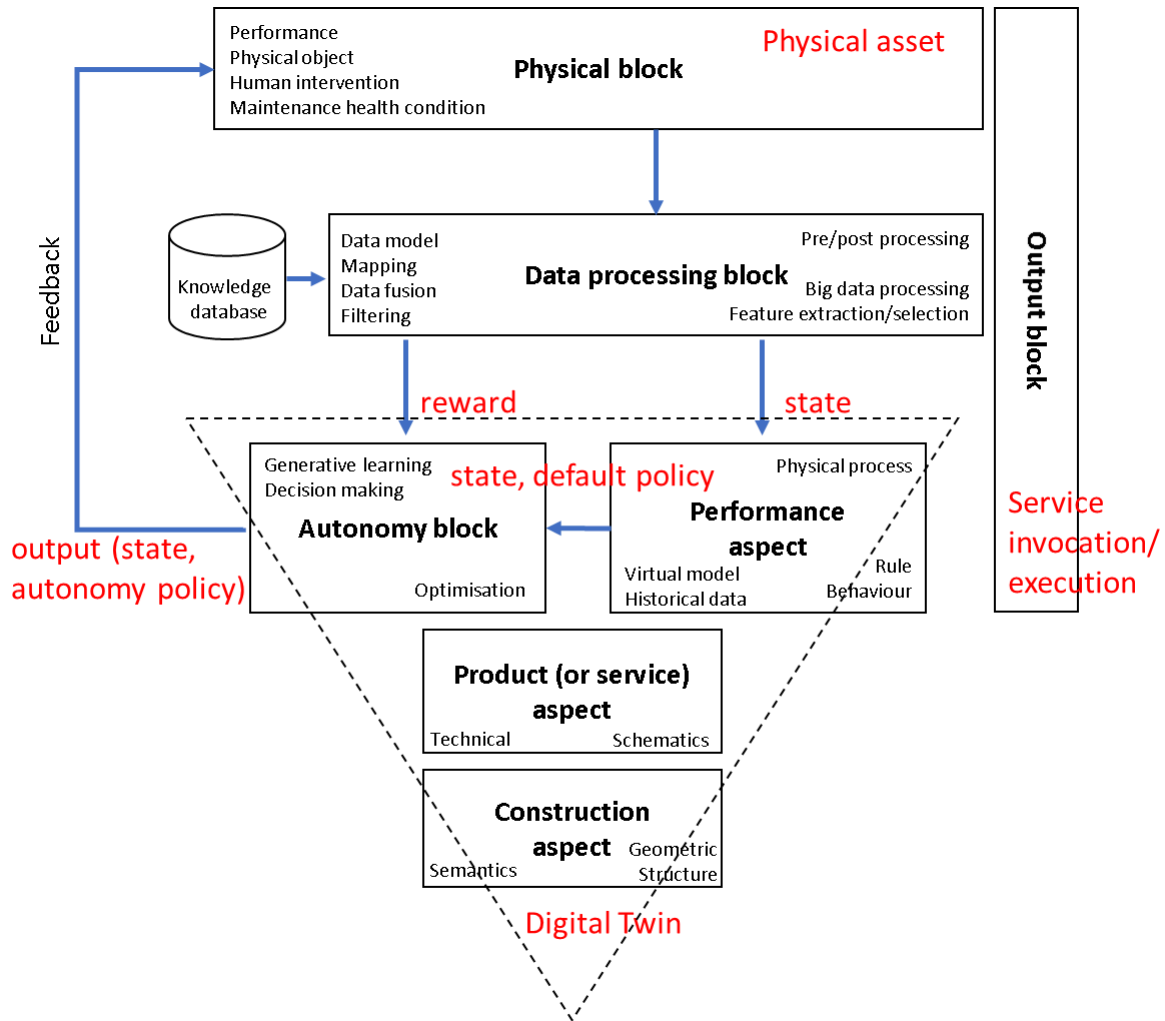 Performance
Physical object
Human intervention
Maintenance health condition
Physical block
Physical asset
Feedback
Knowledge
database
Data model
Mapping
Data fusion
Filtering
Data processing block
Pre/post processing
Big data processing
Feature extraction/selection
Output block
reward
state
Generative learning
Decision making
state, default policy
Autonomy block
Optimisation
Physical process
Performance
aspect
Virtual model
Historical data
Rule
Behaviour
output (state,
autonomy policy)
Service
invocation/
execution
Product (or service)
aspect
Technical
Schematics
Construction
aspect
Semantics
Geometric
Structure
Digital Twin